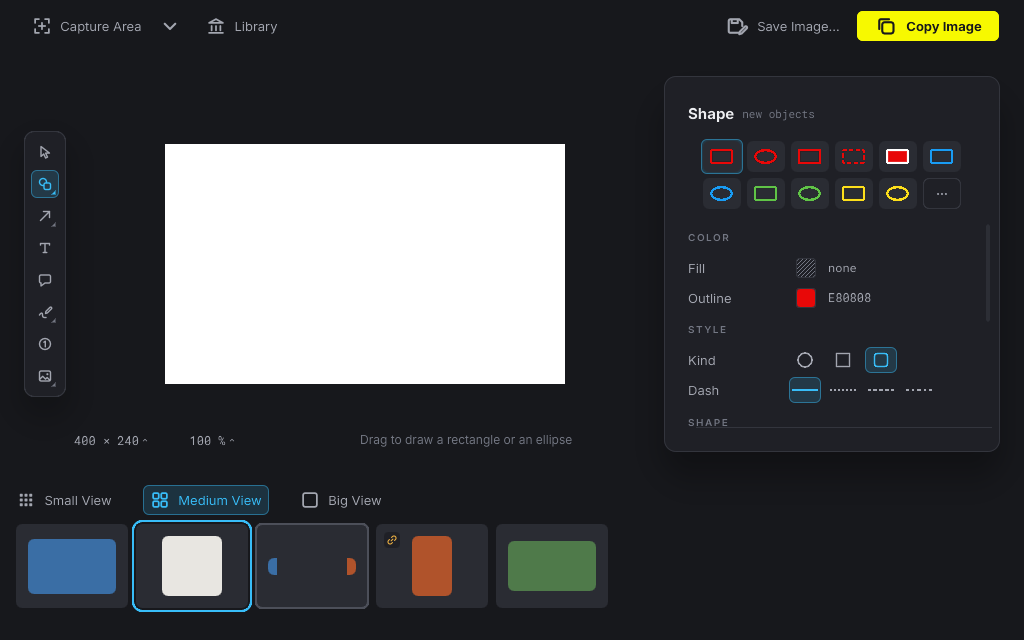 Capture Area
Library
Save Image...
Copy Image
Shape new objects
COLOR
Fill none
Outline E80808
STYLE
Kind
Dash
SHAPE
400 × 240
100 %
Drag to draw a rectangle or an ellipse
Small View
Medium View
Big View